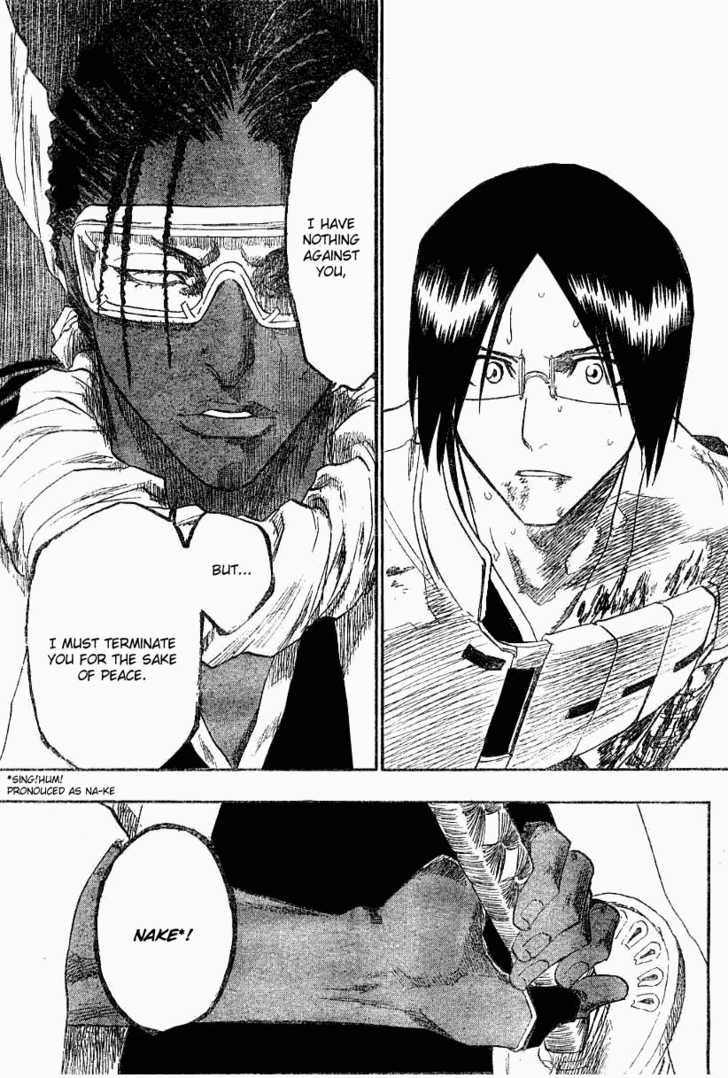 I HAVE
NOTHING
AGAINST
YOU,
BUT...
I MUST TERMINATE
YOU FOR THE SAKE
OF PEACE.
*SING!HUM!
PRONOUCED AS NA-KE
NAKE*!